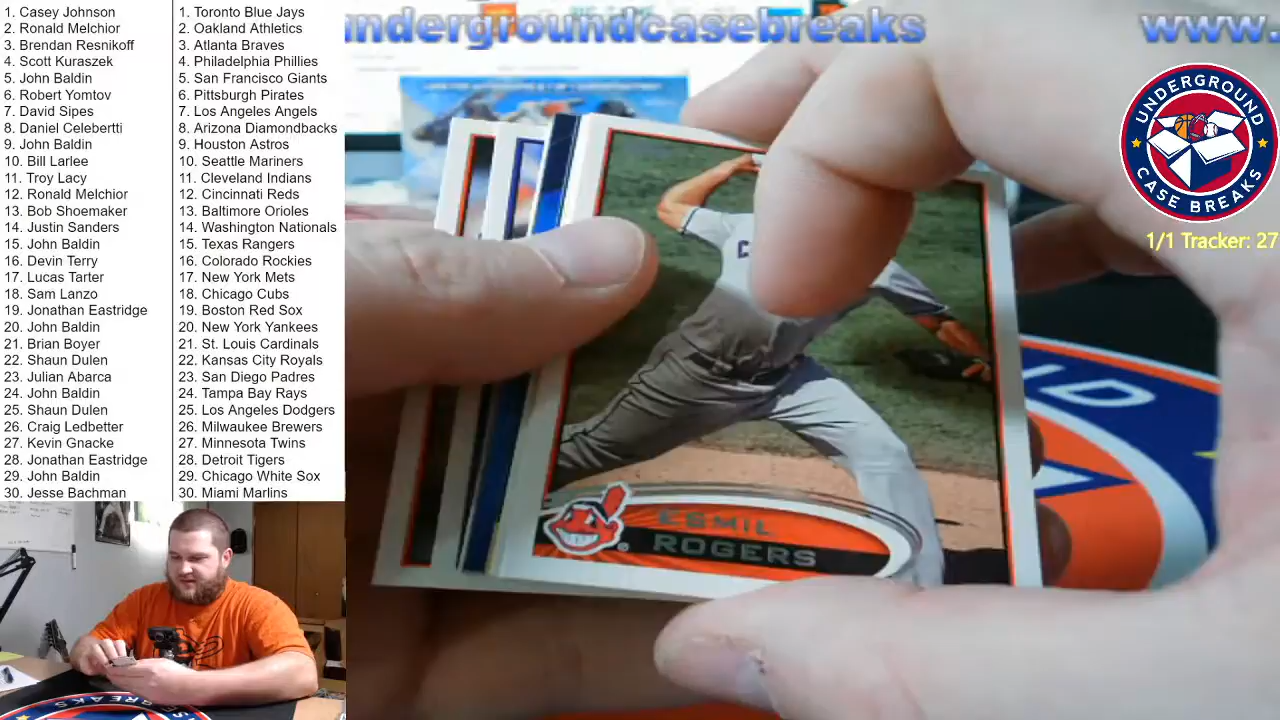 1. Casey Johnson
2. Ronald Melchior
3. Brendan Resnikoff
4. Scott Kuraszek
5. John Baldin
6. Robert Yomtov
7. David Sipes
8. Daniel Celebertti
9. John Baldin
10. Bill Larlee
11. Troy Lacy
12. Ronald Melchior
13. Bob Shoemaker
14. Justin Sanders
15. John Baldin
16. Devin Terry
17. Lucas Tarter
18. Sam Lanzo
19. Jonathan Eastridge
20. John Baldin
21. Brian Boyer
22. Shaun Dulen
23. Julian Abarca
24. John Baldin
25. Shaun Dulen
26. Craig Ledbetter
27. Kevin Gnacke
28. Jonathan Eastridge
29. John Baldin
30. Jesse Bachman
1. Toronto Blue Jays
2. Oakland Athletics
3. Atlanta Braves
4. Philadelphia Phillies
5. San Francisco Giants
6. Pittsburgh Pirates
7. Los Angeles Angels
8. Arizona Diamondbacks
9. Houston Astros
10. Seattle Mariners
11. Cleveland Indians
12. Cincinnati Reds
13. Baltimore Orioles
14. Washington Nationals
15. Texas Rangers
16. Colorado Rockies
17. New York Mets
18. Chicago Cubs
19. Boston Red Sox
20. New York Yankees
21. St. Louis Cardinals
22. Kansas City Royals
23. San Diego Padres
24. Tampa Bay Rays
25. Los Angeles Dodgers
26. Milwaukee Brewers
27. Minnesota Twins
28. Detroit Tigers
29. Chicago White Sox
30. Miami Marlins
undergroundcasebreaks
www.
UNDERGROUND
CASE BREAKS
1/1 Tracker: 27
ESMIL
ROGERS
ID
BREAKS